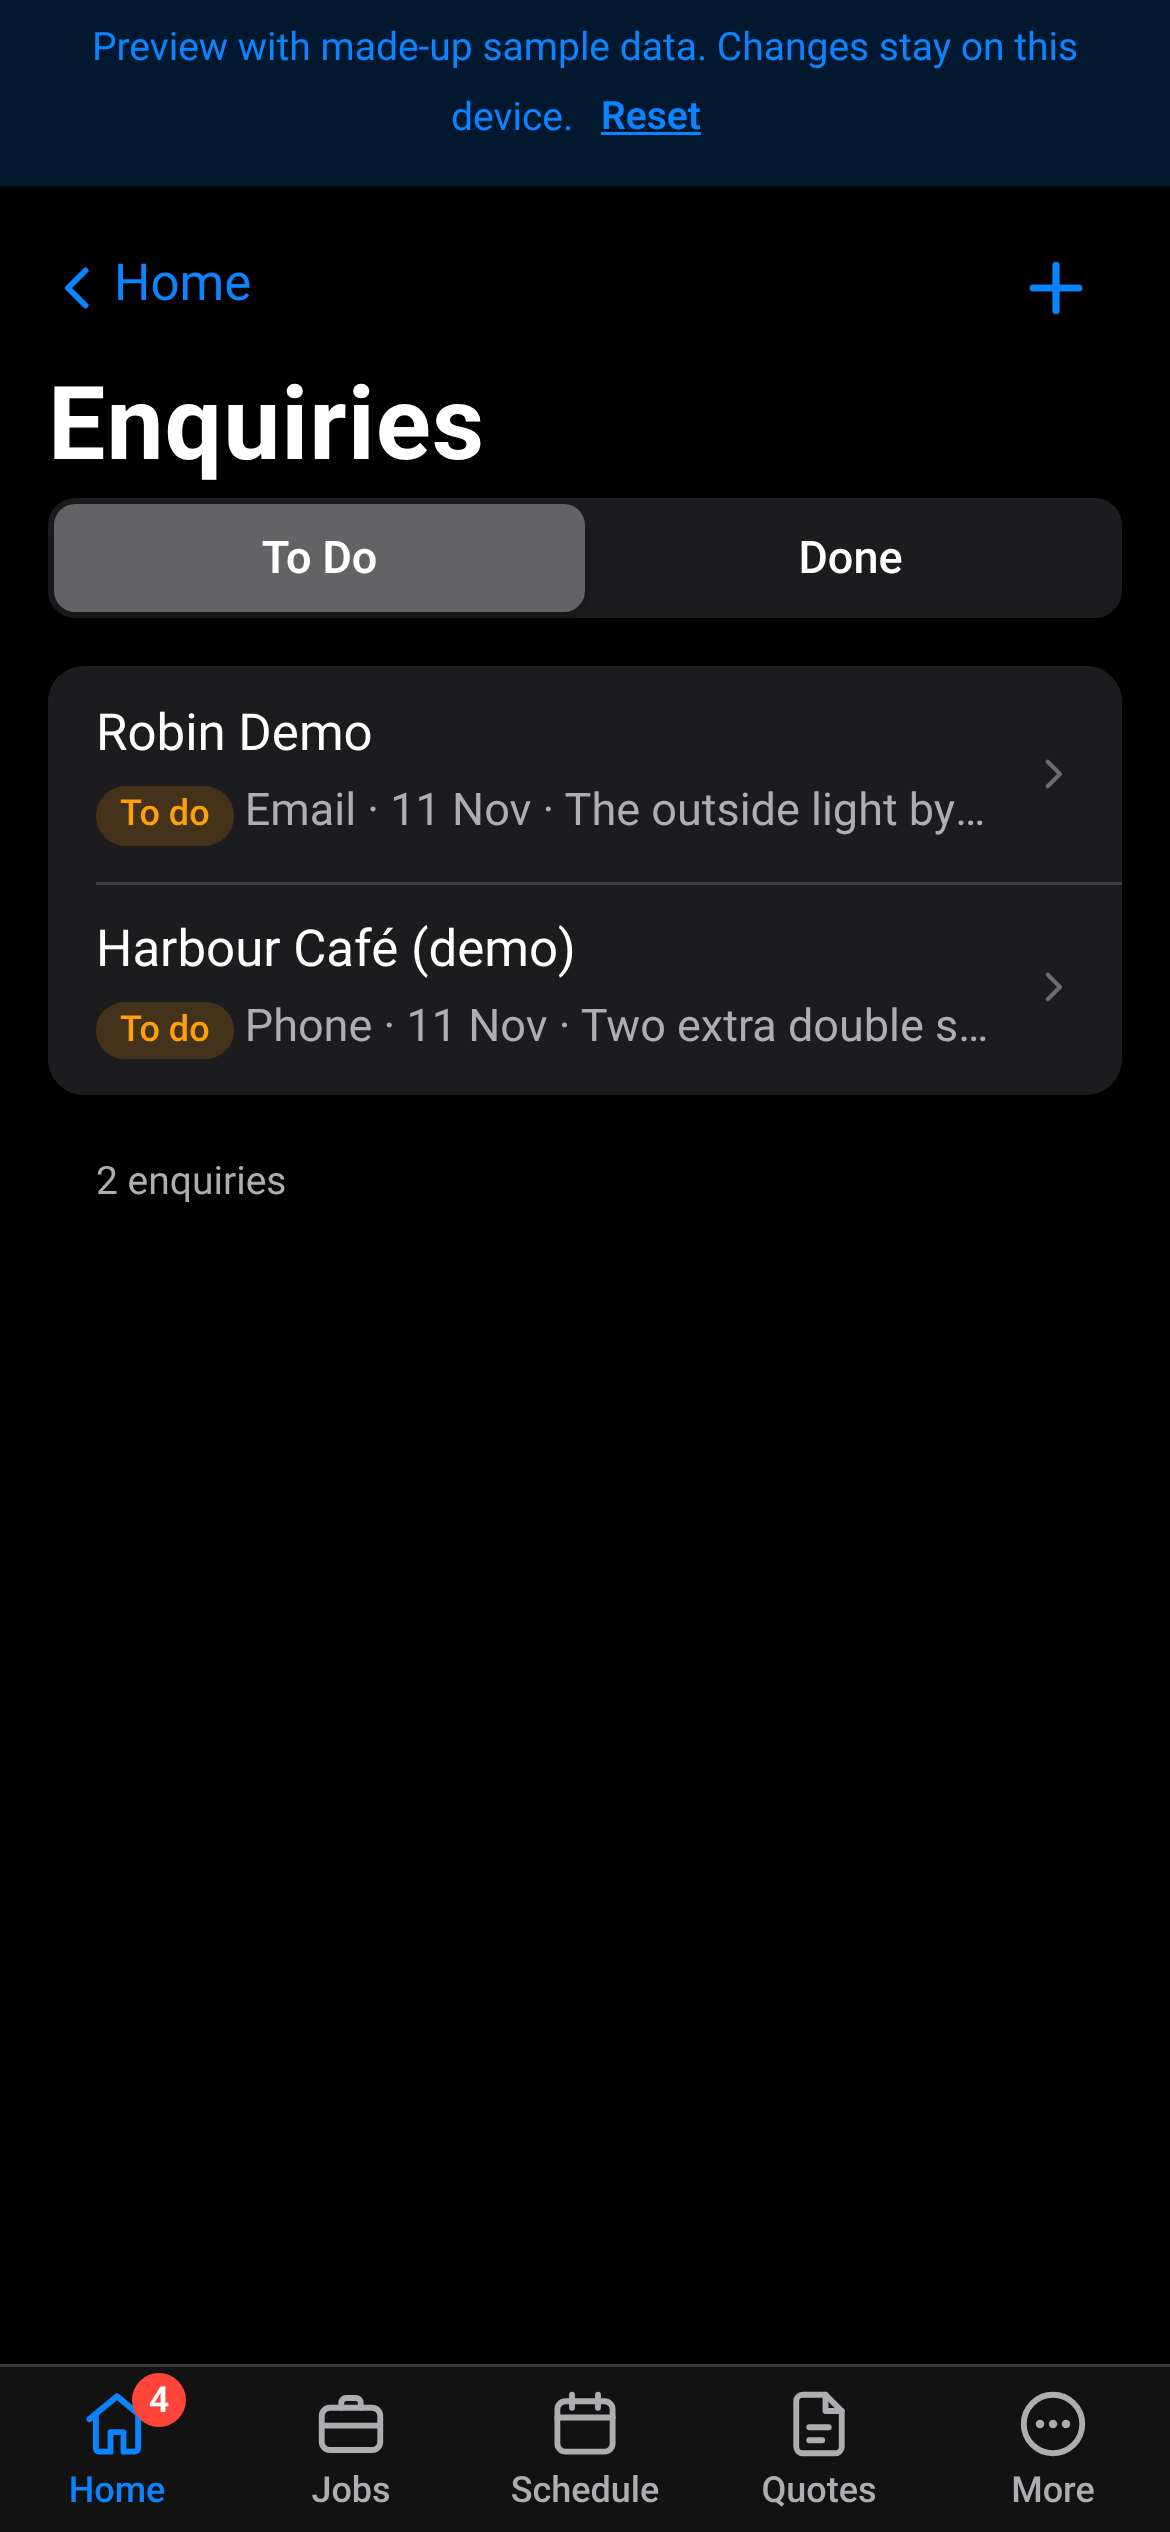 Preview with made-up sample data. Changes stay on this
device. Reset
Home
Enquiries
To Do
Done
Robin Demo
To do Email · 11 Nov · The outside light by…
Harbour Café (demo)
To do Phone · 11 Nov · Two extra double s…
2 enquiries
4
Home
Jobs
Schedule
Quotes
More